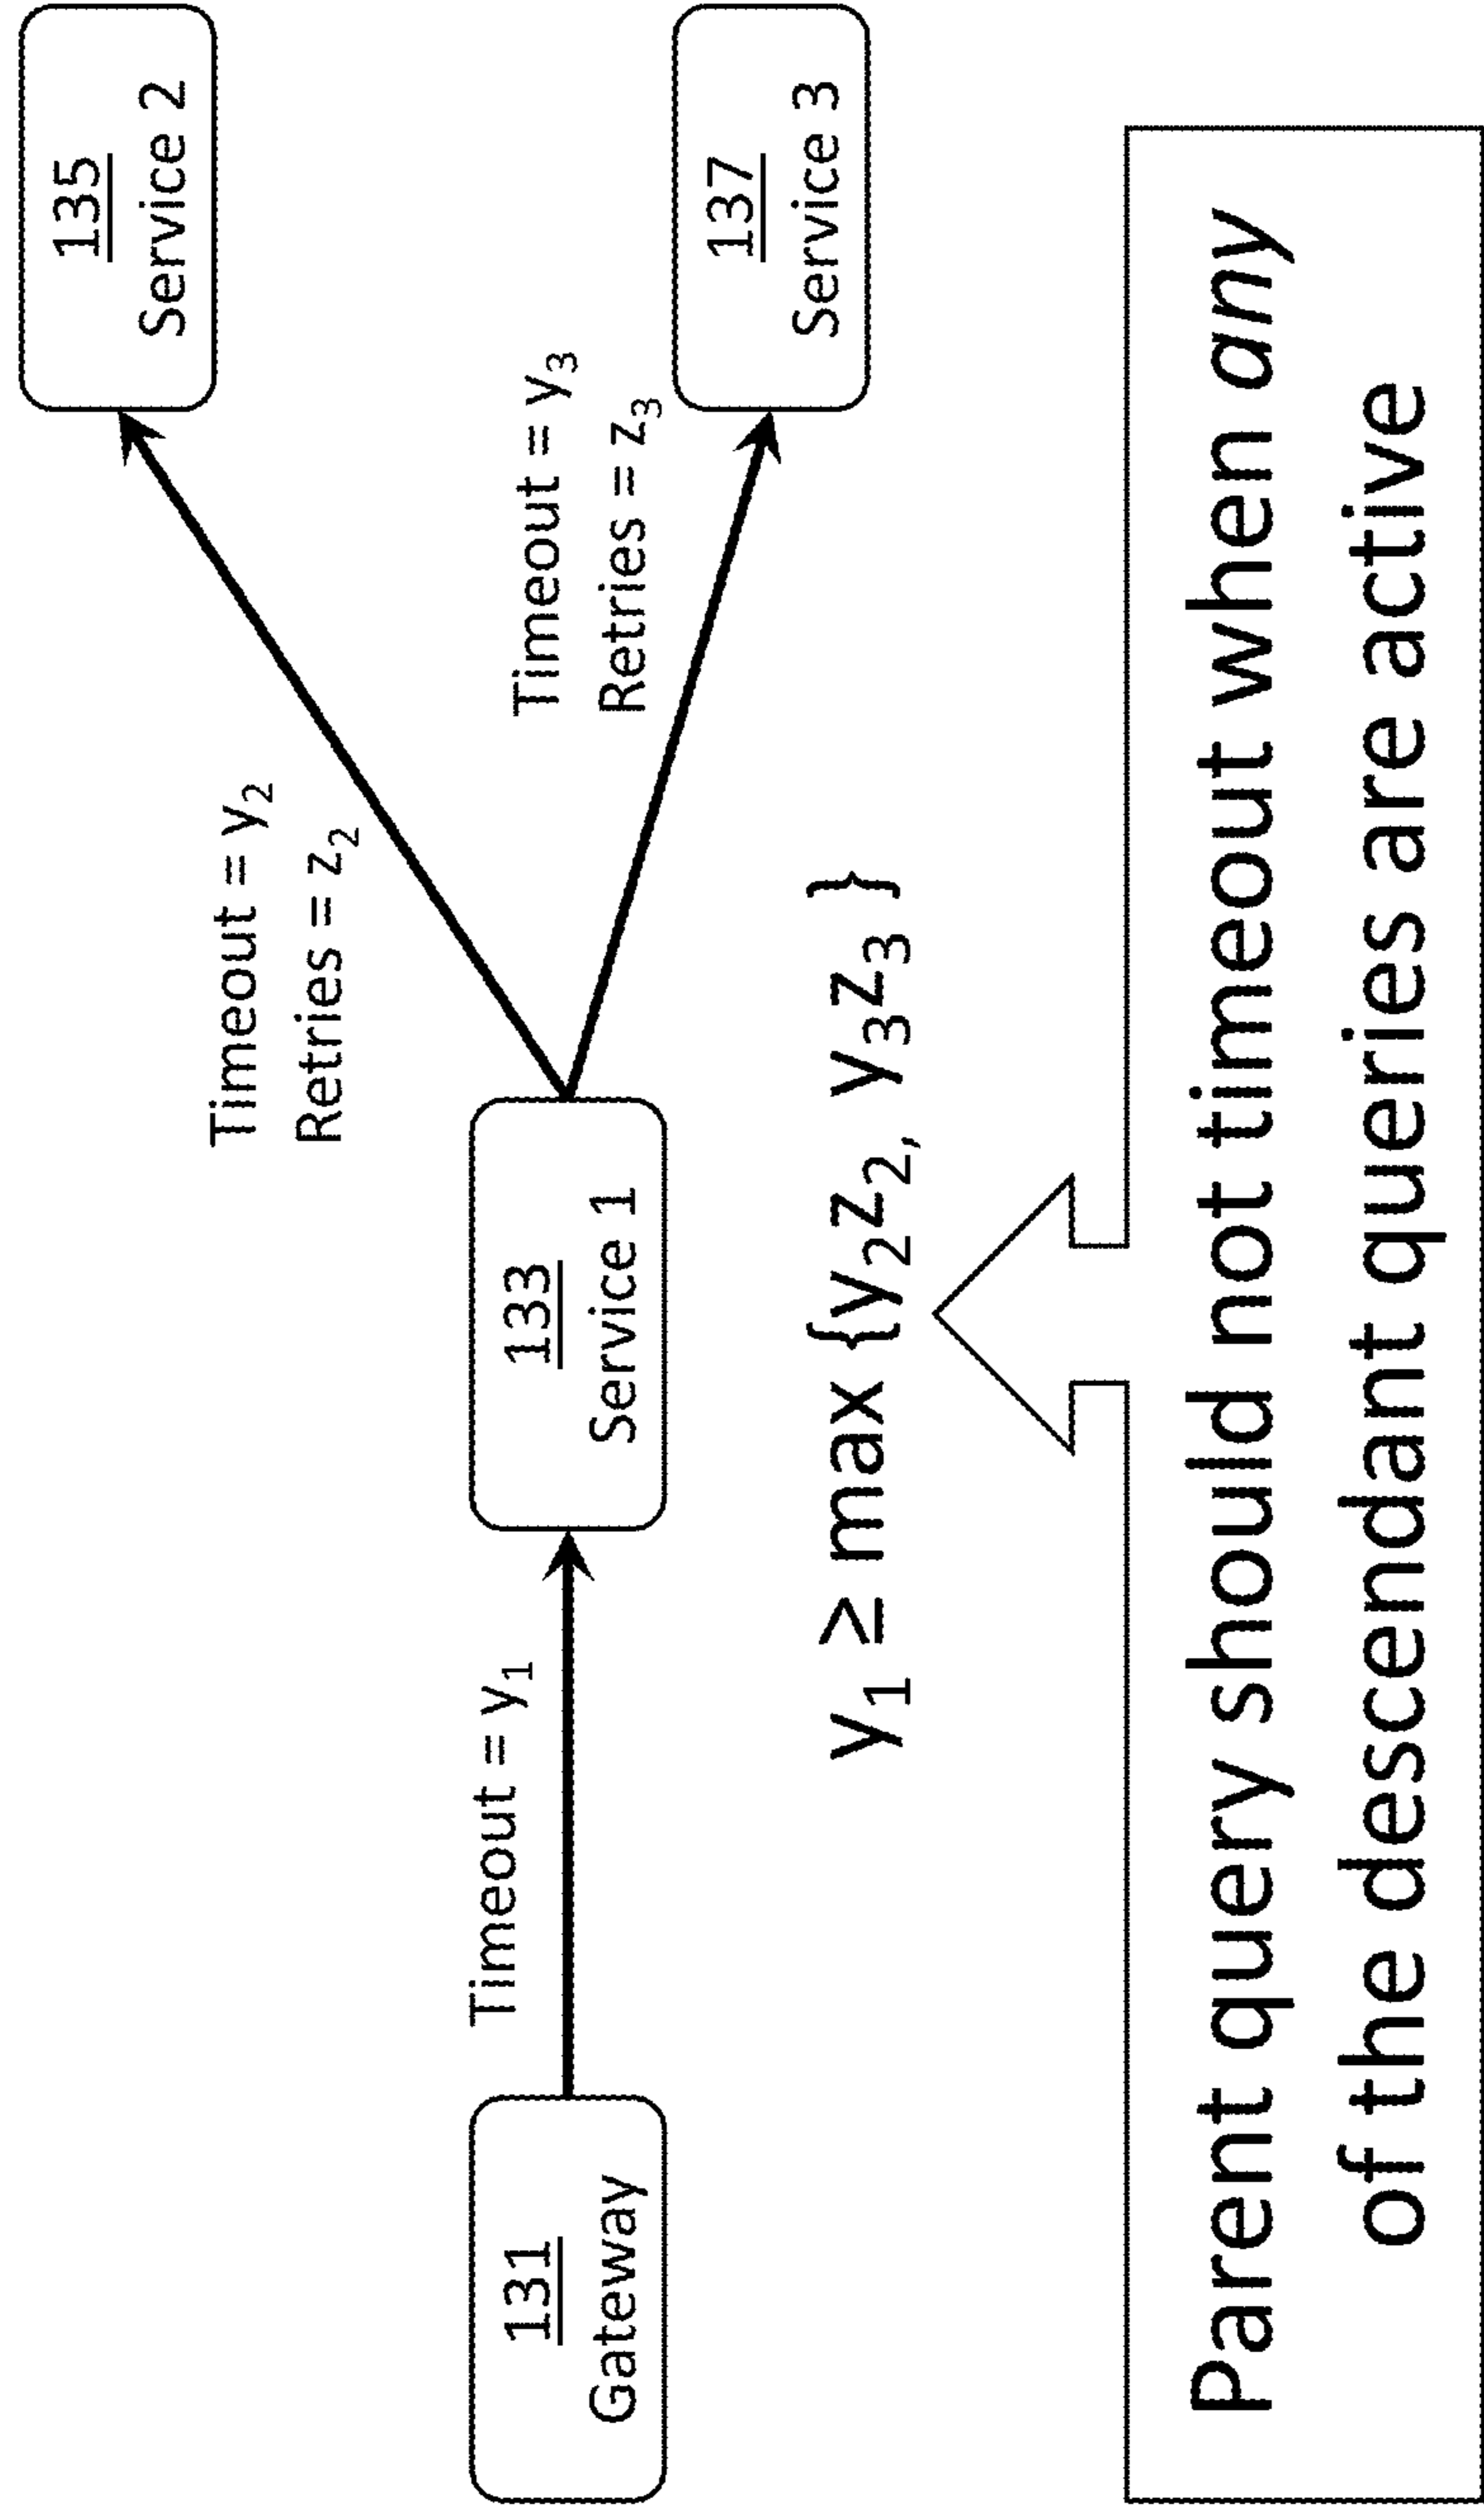 135
Service 2
Timeout = y₂
Retries = z₂
131
Gateway
Timeout = y₁
133
Service 1
Timeout = y₃
Retries = z₃
137
Service 3
y₁ ≥ max {y₂z₂, y₃z₃ }
Parent query should not timeout when any
of the descendant queries are active